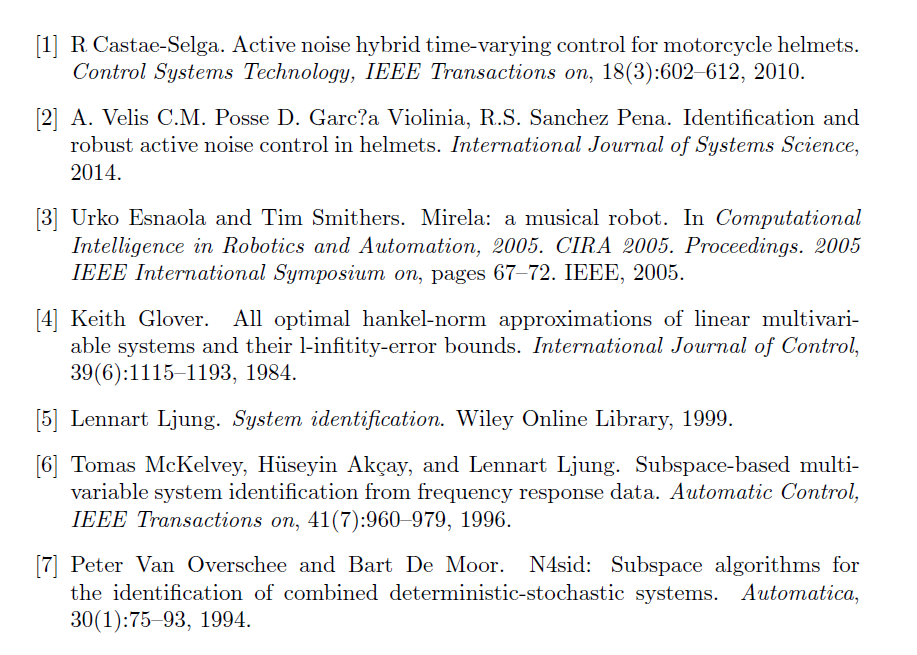 [1] R Castae-Selga. Active noise hybrid time-varying control for motorcycle helmets.
Control Systems Technology, IEEE Transactions on, 18(3):602–612, 2010.
[2] A. Velis C.M. Posse D. Garc?a Violinia, R.S. Sanchez Pena. Identification and
robust active noise control in helmets. International Journal of Systems Science,
2014.
[3] Urko Esnaola and Tim Smithers. Mirela: a musical robot. In Computational
Intelligence in Robotics and Automation, 2005. CIRA 2005. Proceedings. 2005
IEEE International Symposium on, pages 67–72. IEEE, 2005.
[4] Keith Glover. All optimal hankel-norm approximations of linear multivari-
able systems and their l-infitity-error bounds. International Journal of Control,
39(6):1115–1193, 1984.
[5] Lennart Ljung. System identification. Wiley Online Library, 1999.
[6] Tomas McKelvey, Hüseyin Akçay, and Lennart Ljung. Subspace-based multi-
variable system identification from frequency response data. Automatic Control,
IEEE Transactions on, 41(7):960–979, 1996.
[7] Peter Van Overschee and Bart De Moor. N4sid: Subspace algorithms for
the identification of combined deterministic-stochastic systems. Automatica,
30(1):75–93, 1994.